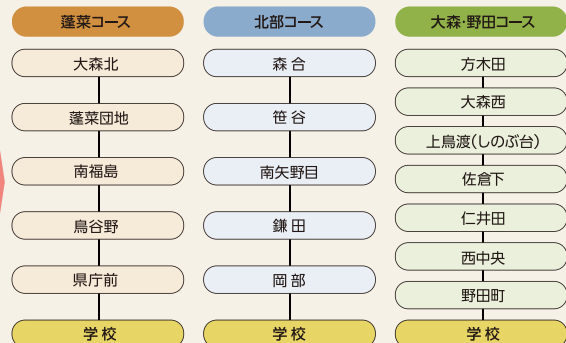 蓬菜コース
大森北
蓬菜団地
南福島
鳥谷野
県庁前
学校
北部コース
森合
笹谷
南矢野目
鎌田
岡部
学校
大森・野田コース
方木田
大森西
上鳥渡(しのぶ台)
佐倉下
仁井田
西中央
野田町
学校